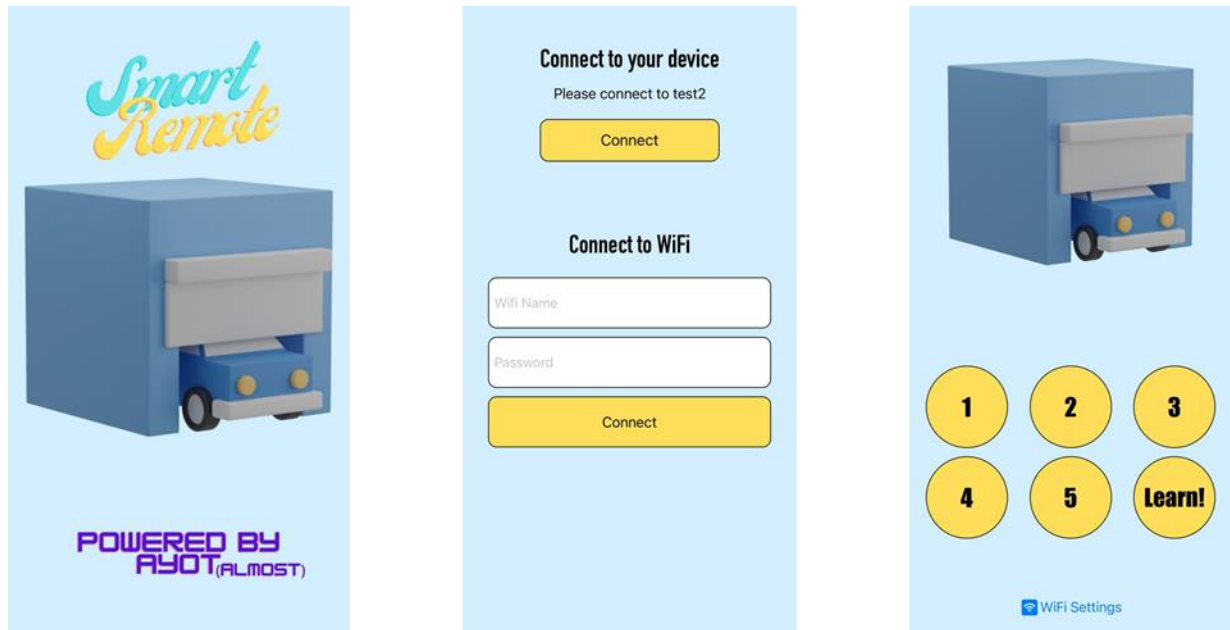 Smart
Remote
POWERED BY
AYOT(ALMOST)
Connect to your device
Please connect to test2
Connect
Connect to WiFi
Wifi Name
Password
Connect
1 2 3
4 5 Learn!
WiFi Settings